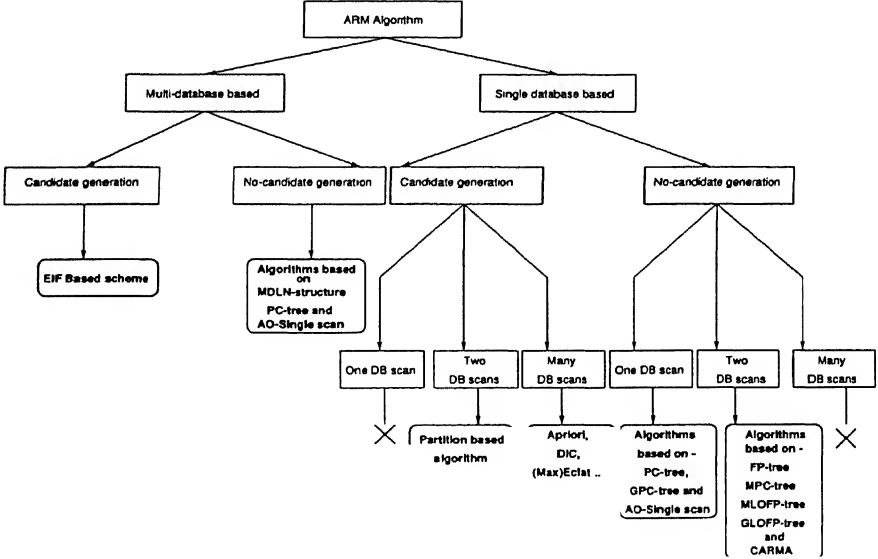 ARM Algorithm
Multi-database based
Single database based
Candidate generation
No-candidate generation
Candidate generation
No-candidate generation
EIF Based scheme
Algorithms based
on
MDLN-structure
PC-tree and
AO-Single scan
One DB scan
Two
DB scans
Many
DB scans
One DB scan
Two
DB scans
Many
DB scans
Partition based
algorithm
Apriori,
DIC,
(Max)Eclat ..
Algorithms
based on -
PC-tree,
GPC-tree and
AO-Single scan
Algorithms
based on -
FP-tree
MPC-tree
MLOFP-tree
GLOFP-tree
and
CARMA